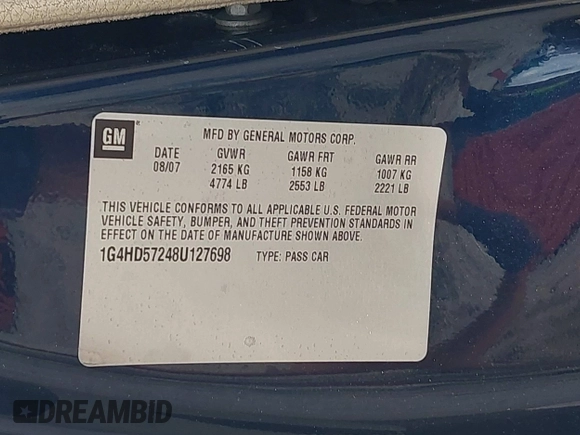 GM
MFD BY GENERAL MOTORS CORP.
DATE GVWR GAWR FRT GAWR RR
08/07 2165 KG 1158 KG 1007 KG
4774 LB 2553 LB 2221 LB
THIS VEHICLE CONFORMS TO ALL APPLICABLE U.S. FEDERAL MOTOR
VEHICLE SAFETY, BUMPER, AND THEFT PREVENTION STANDARDS IN
EFFECT ON THE DATE OF MANUFACTURE SHOWN ABOVE.
1G4HD57248U127698 TYPE: PASS CAR
DREAMBID